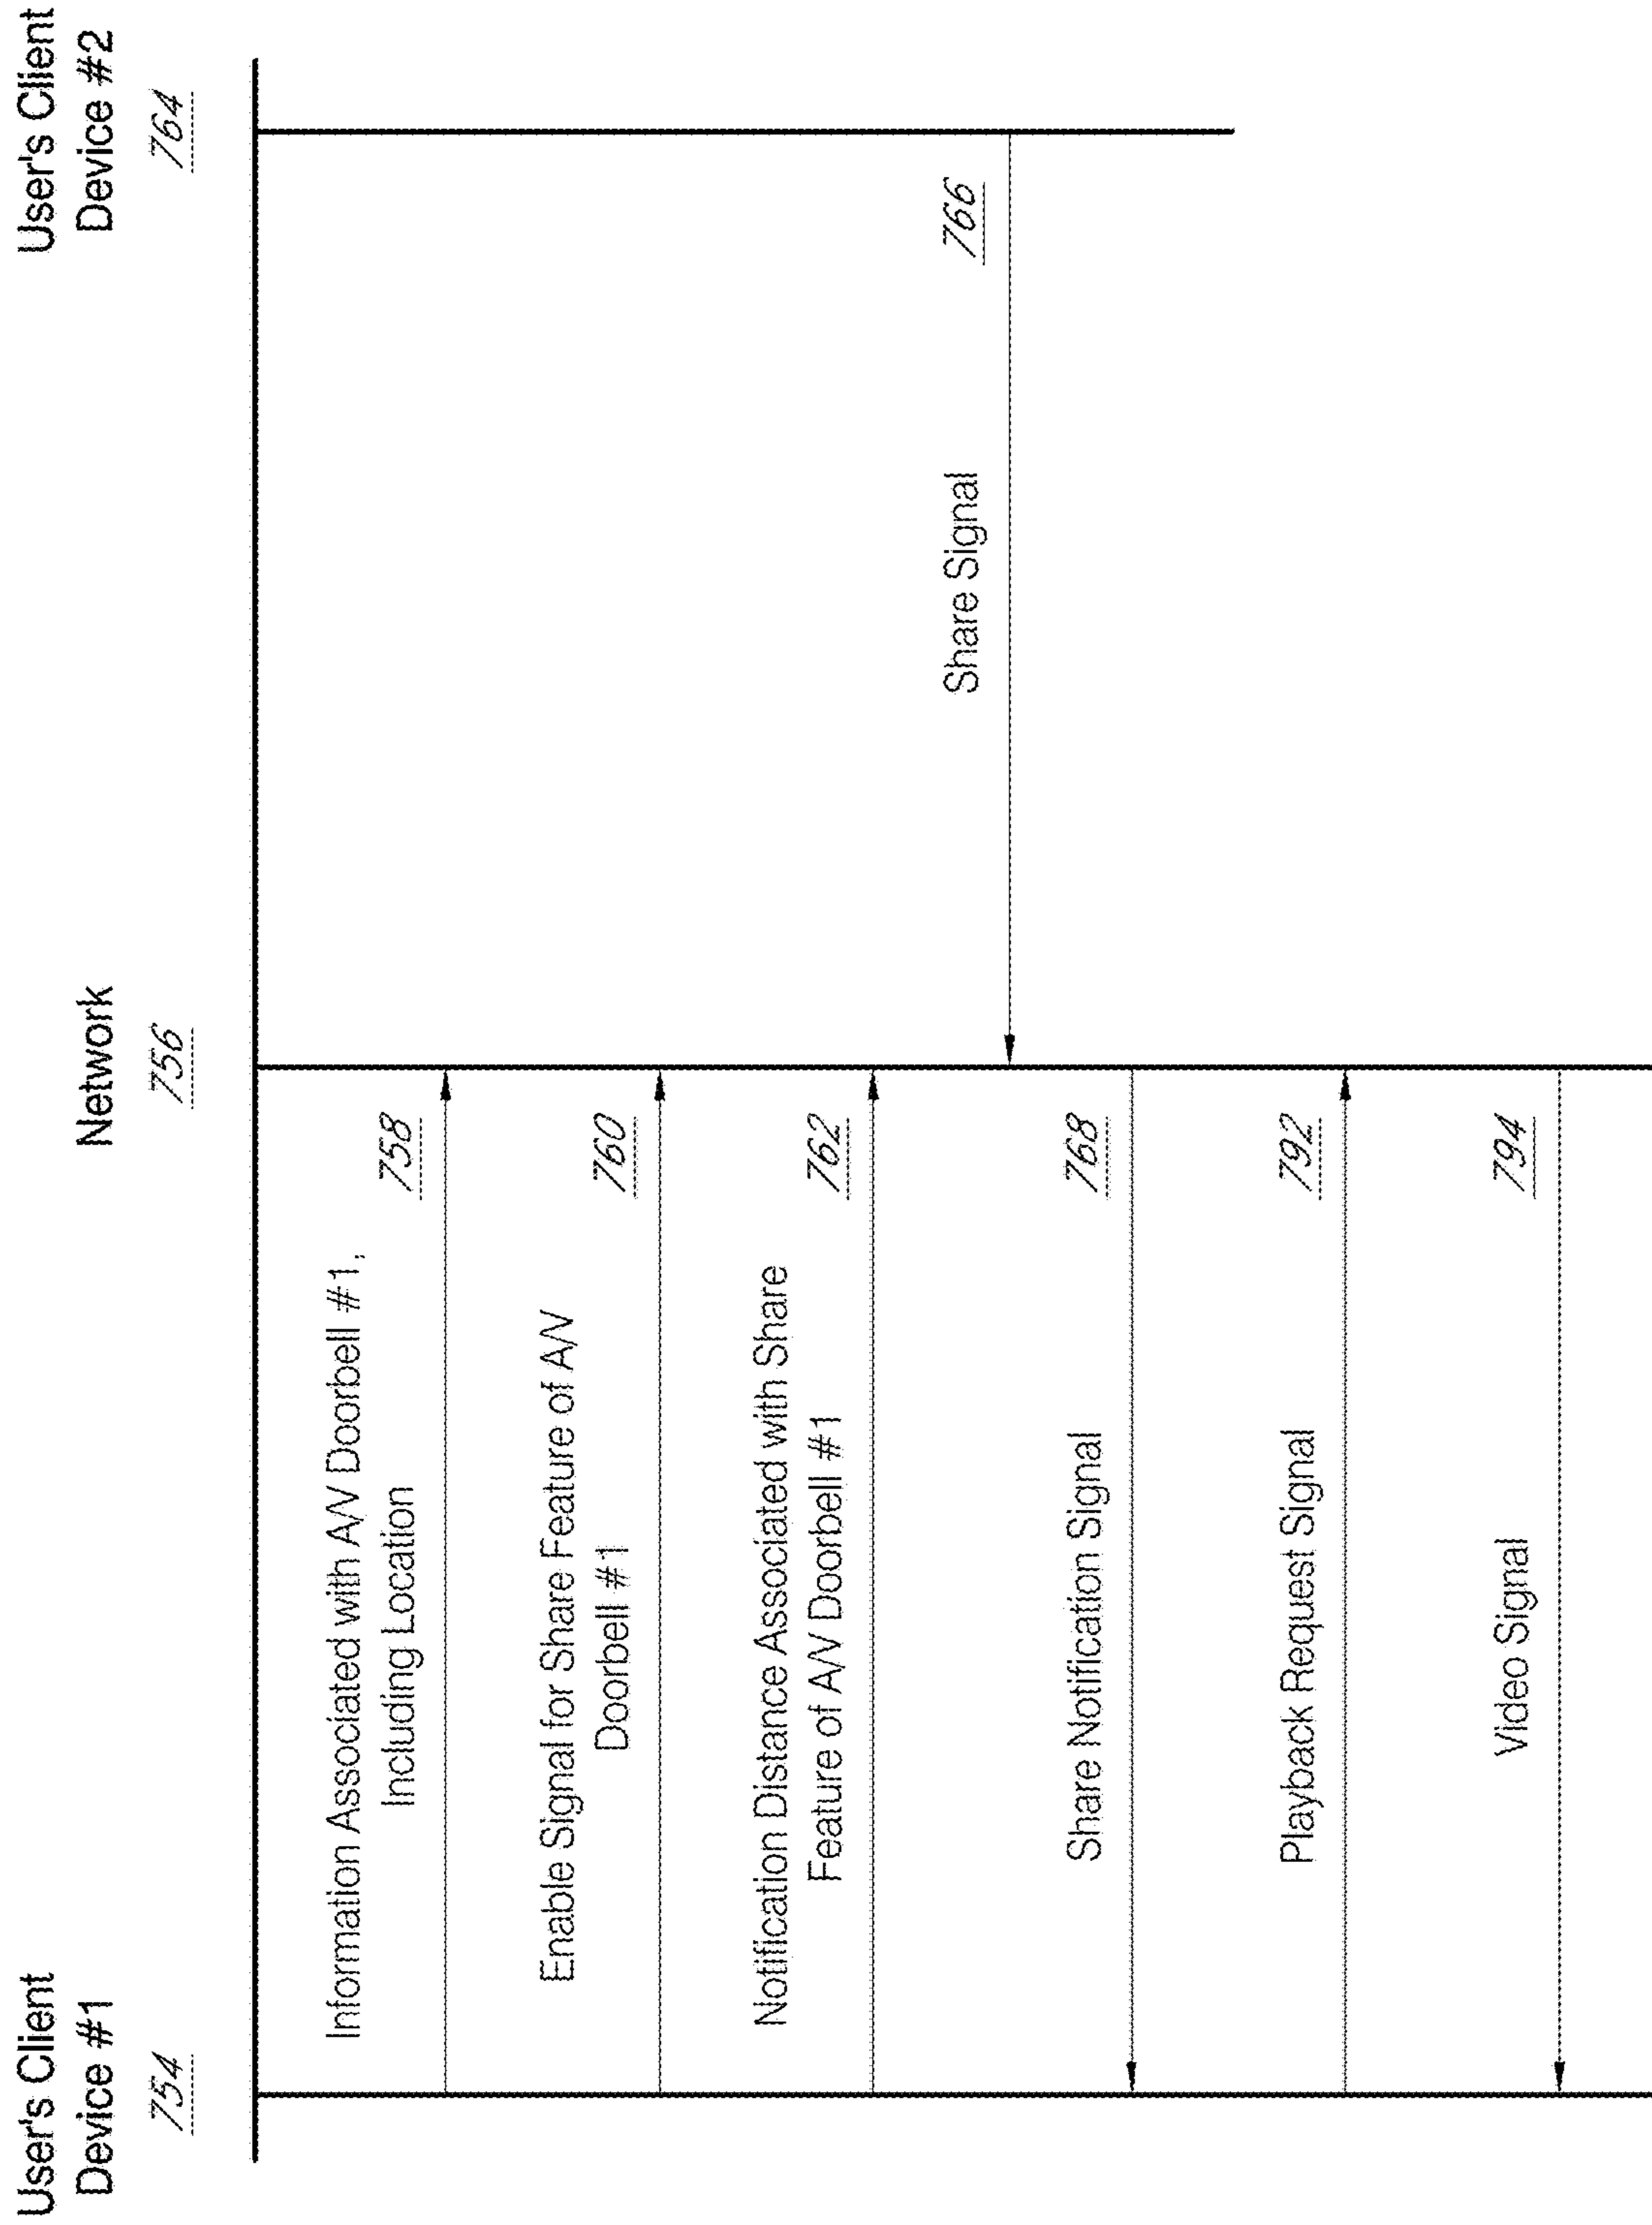 User's Client
Device #1
754
Network
756
User's Client
Device #2
764
Information Associated with A/V Doorbell #1,
Including Location
758
Enable Signal for Share Feature of A/V
Doorbell #1
760
Notification Distance Associated with Share
Feature of A/V Doorbell #1
762
Share Signal
766
Share Notification Signal
768
Playback Request Signal
792
Video Signal
794